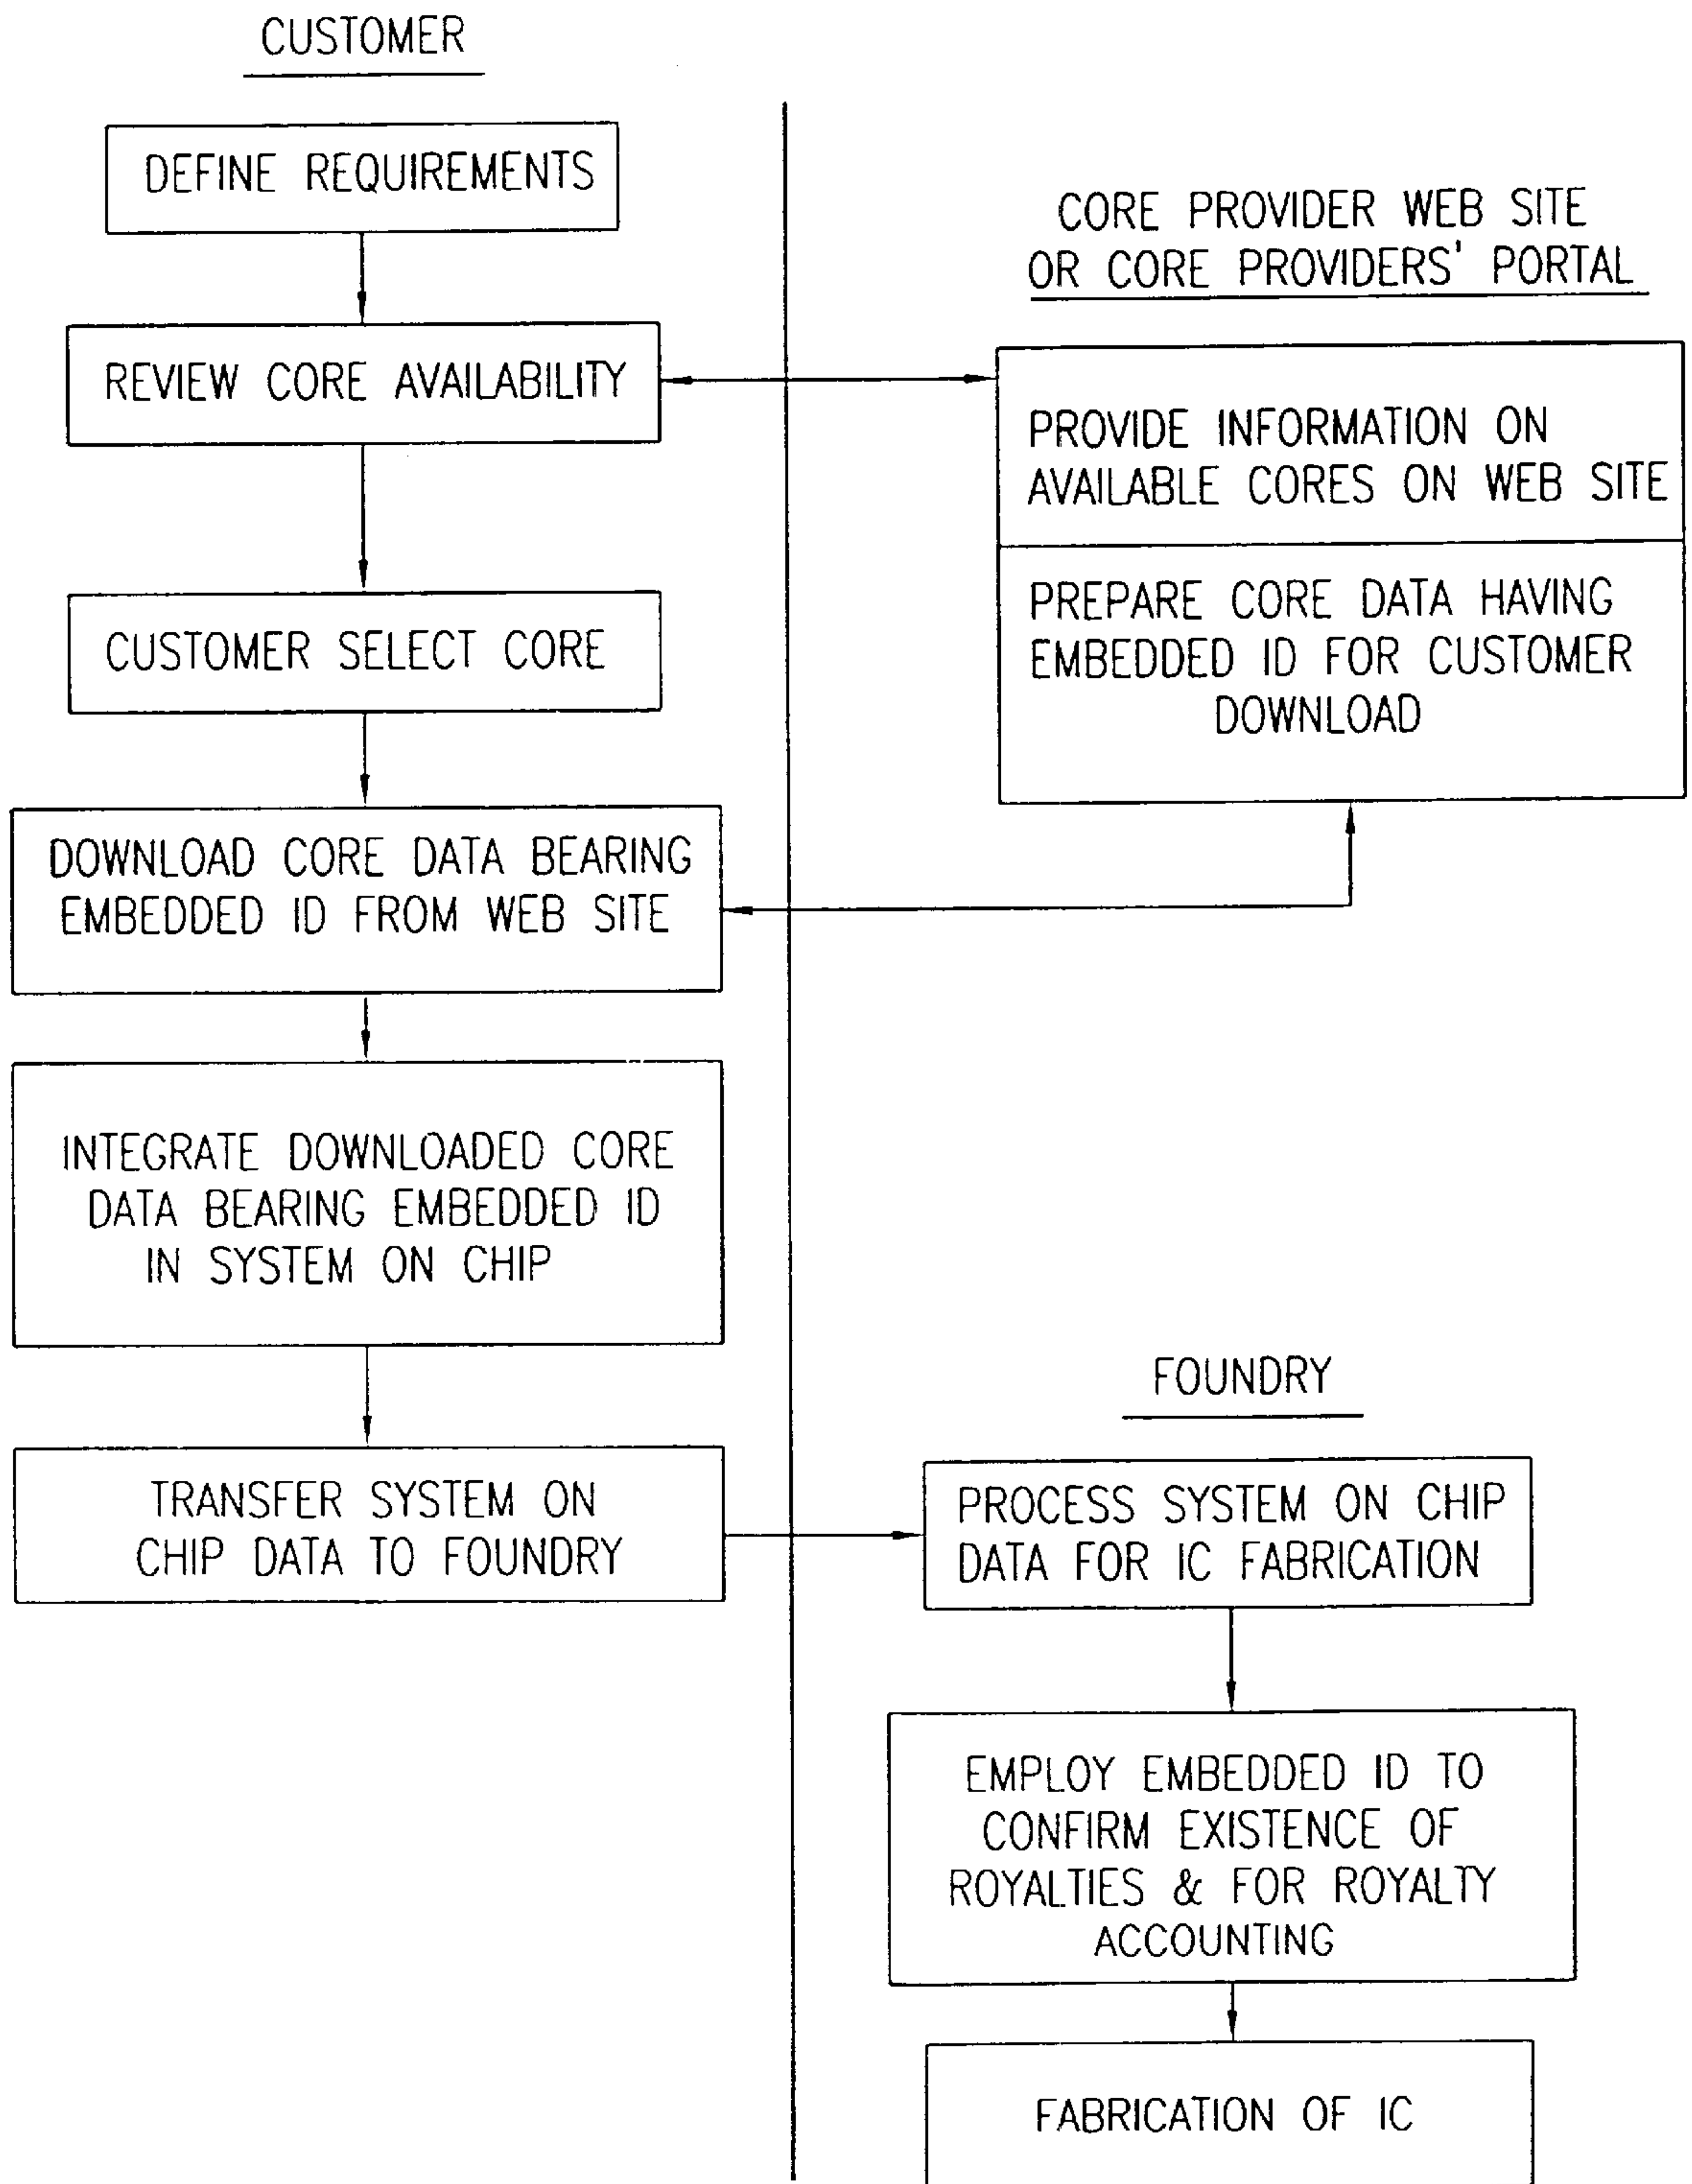 CUSTOMER
DEFINE REQUIREMENTS
REVIEW CORE AVAILABILITY
CUSTOMER SELECT CORE
DOWNLOAD CORE DATA BEARING
EMBEDDED ID FROM WEB SITE
INTEGRATE DOWNLOADED CORE
DATA BEARING EMBEDDED ID
IN SYSTEM ON CHIP
TRANSFER SYSTEM ON
CHIP DATA TO FOUNDRY
CORE PROVIDER WEB SITE
OR CORE PROVIDERS' PORTAL
PROVIDE INFORMATION ON
AVAILABLE CORES ON WEB SITE
PREPARE CORE DATA HAVING
EMBEDDED ID FOR CUSTOMER
DOWNLOAD
FOUNDRY
PROCESS SYSTEM ON CHIP
DATA FOR IC FABRICATION
EMPLOY EMBEDDED ID TO
CONFIRM EXISTENCE OF
ROYALTIES & FOR ROYALTY
ACCOUNTING
FABRICATION OF IC